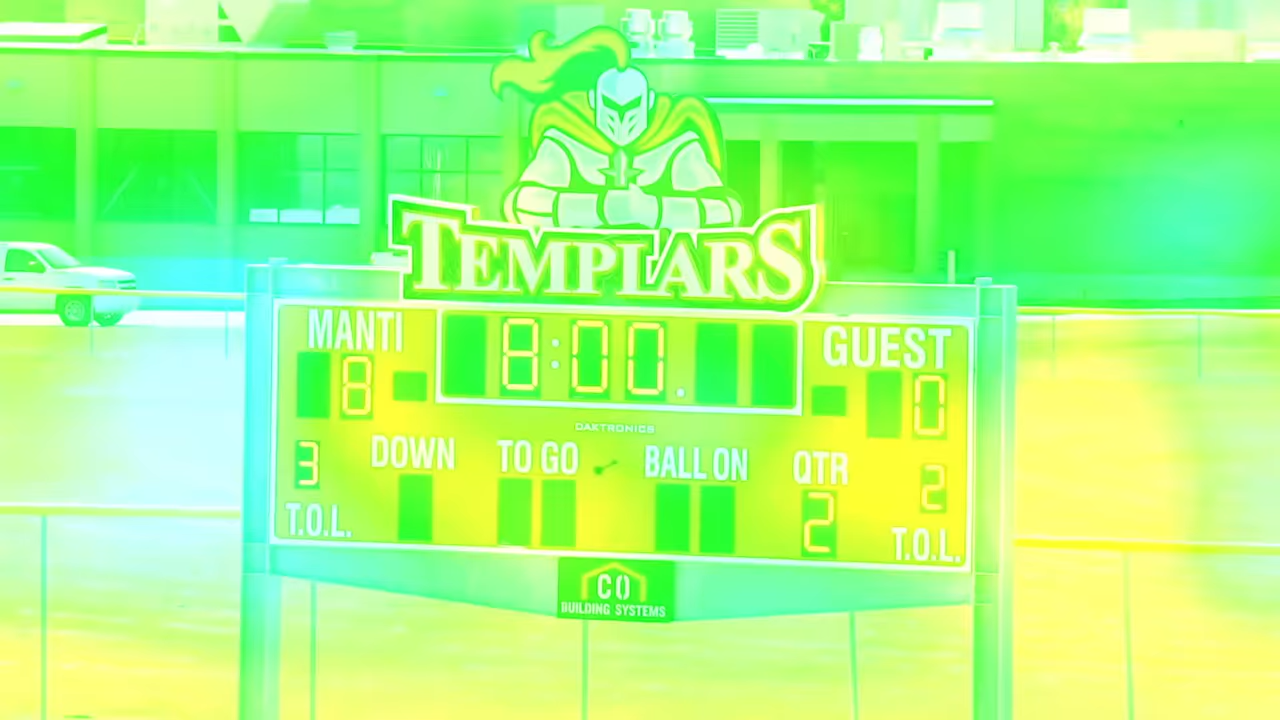 TEMPLARS
MANTI 8:00. GUEST
8 0
DAKTRONICS
3 DOWN TO GO BALL ON QTR 2
T.O.L. 2 T.O.L.
CO
BUILDING SYSTEMS